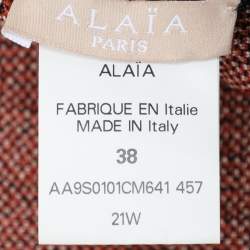 ALAÏA
PARIS
ALAÏA
FABRIQUE EN Italie
MADE IN Italy
38
AA9S0101CM641 457
21W